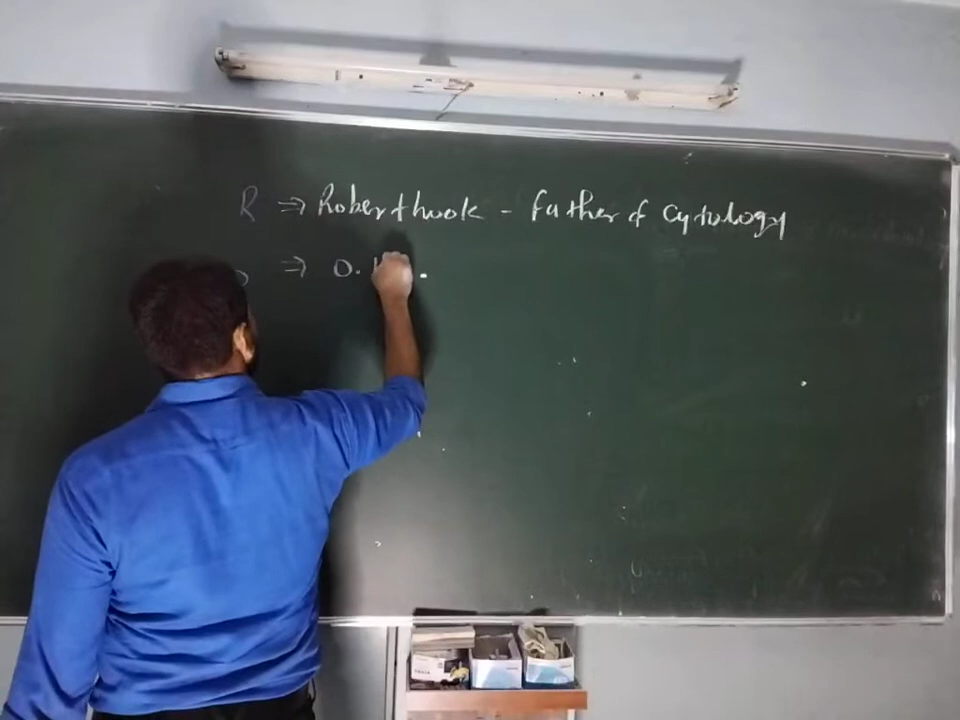 R ⇒ Robert hook - father of Cytology
⇒ 0.